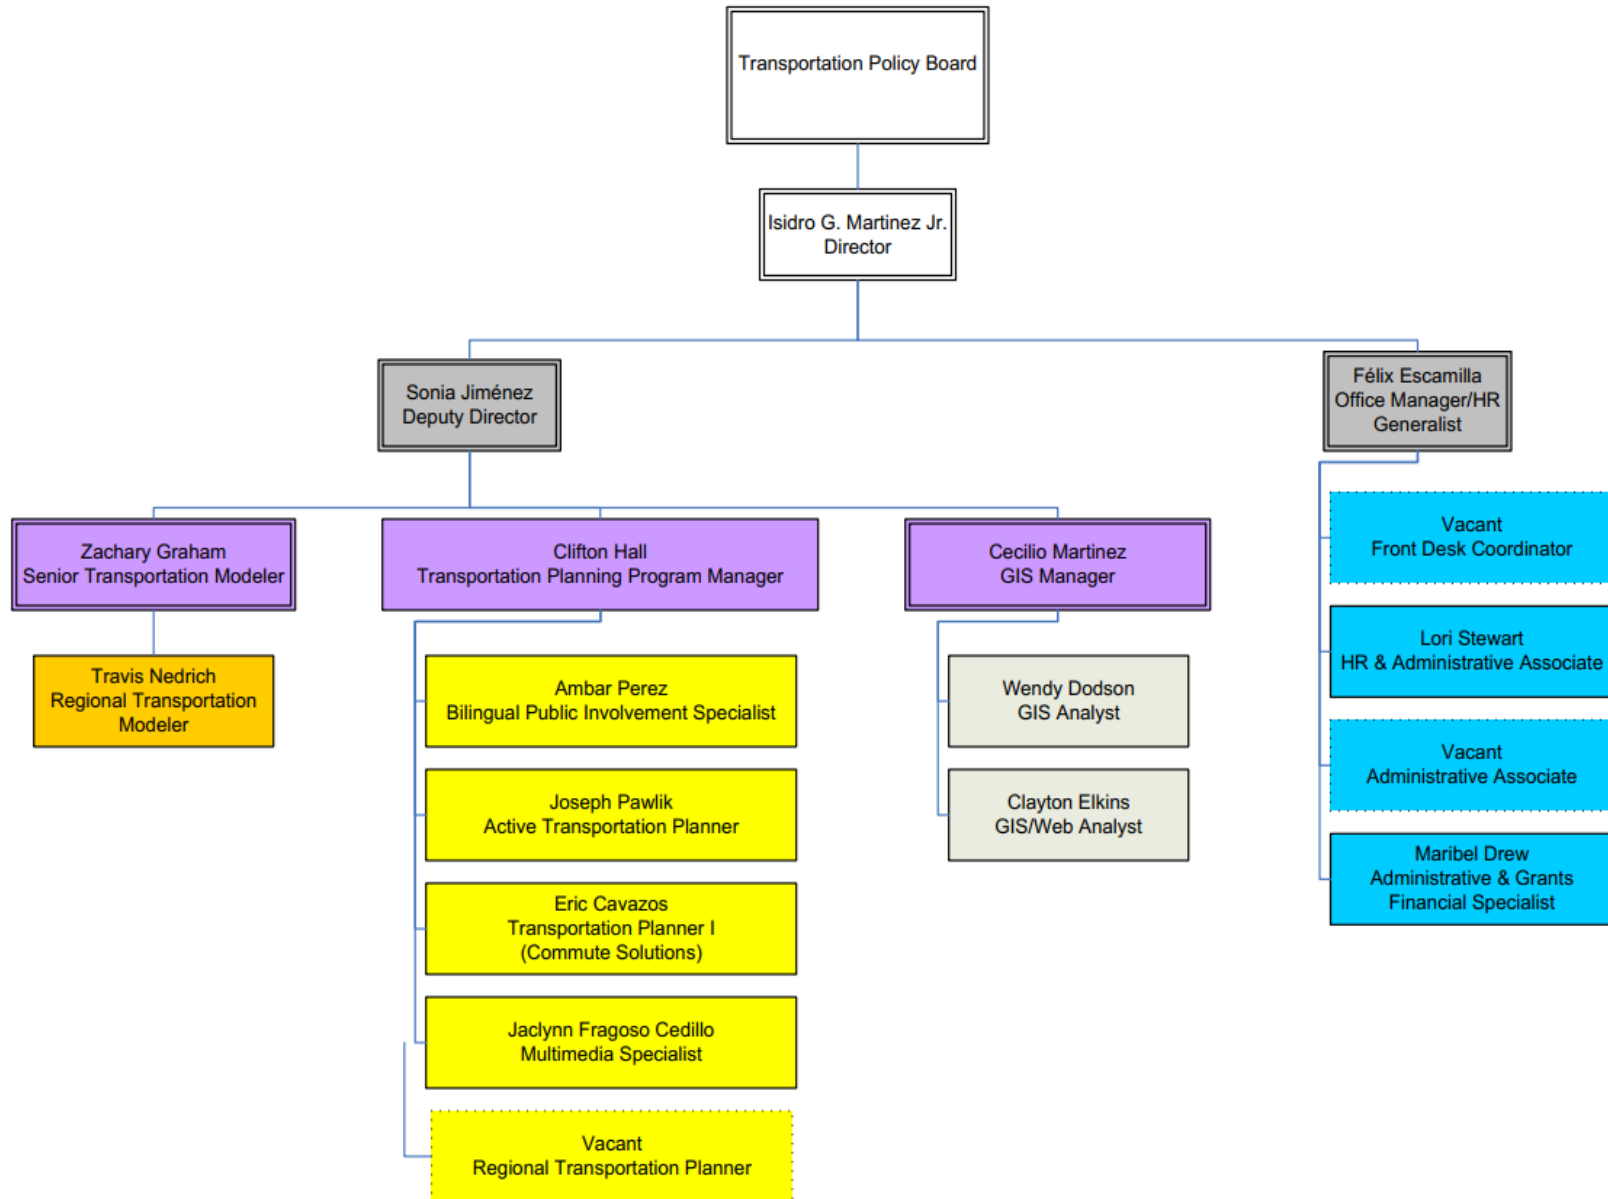 Transportation Policy Board
Isidro G. Martinez Jr.
Director
Sonia Jiménez
Deputy Director
Félix Escamilla
Office Manager/HR
Generalist
Zachary Graham
Senior Transportation Modeler
Clifton Hall
Transportation Planning Program Manager
Cecilio Martinez
GIS Manager
Travis Nedrich
Regional Transportation
Modeler
Ambar Perez
Bilingual Public Involvement Specialist
Joseph Pawlik
Active Transportation Planner
Eric Cavazos
Transportation Planner I
(Commute Solutions)
Jaclynn Fragoso Cedillo
Multimedia Specialist
Vacant
Regional Transportation Planner
Wendy Dodson
GIS Analyst
Clayton Elkins
GIS/Web Analyst
Vacant
Front Desk Coordinator
Lori Stewart
HR & Administrative Associate
Vacant
Administrative Associate
Maribel Drew
Administrative & Grants
Financial Specialist